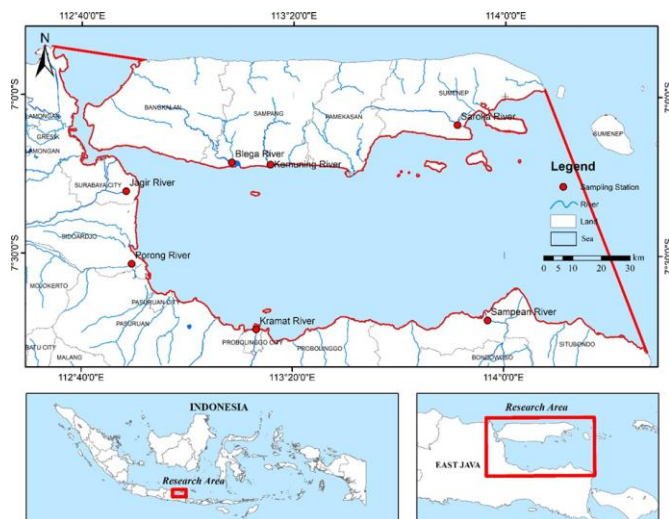 112°40'0"E 113°20'0"E 114°0'0"E
N
7°0'0"S
BANGKALAN
SAMPANG
PAMEKASAN
SUMENEP
Saroka River
LAMONGAN
GRESIK
LAMONGAN
SUMENEP
Blega River
Kemuning River
Legend
Sampling Station
River
Land
Sea
SURABAYA CITY
Jagir River
SIDOARDJO
Porong River
7°30'0"S
0 5 10 20 30
km
MOJOKERTO
PASURUAN CITY
PASURUAN
Kramat River
Sampean River
PROBOLINGGO CITY
PROBOLINGGO
SITUBONDO
BONDOWOSO
BATU CITY
MALANG
112°40'0"E 113°20'0"E 114°0'0"E
INDONESIA
Research Area
Research Area
EAST JAVA